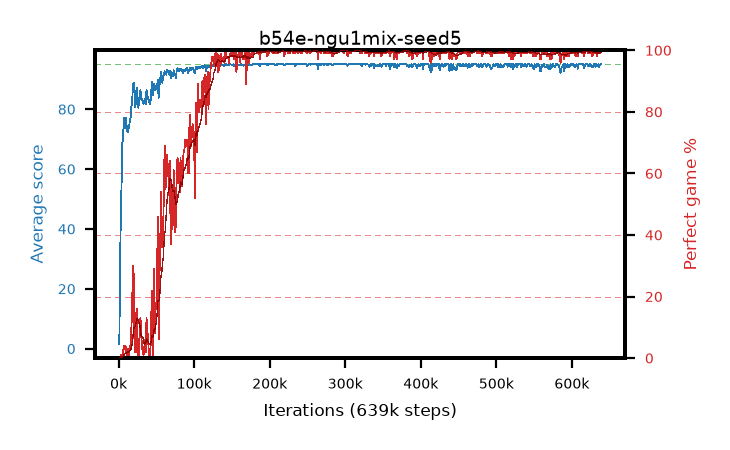 b54e-ngu1mix-seed5
100
80
80
60
60
40
40
20
20
0
0
Average score
Perfect game %
0k 100k 200k 300k 400k 500k 600k
Iterations (639k steps)